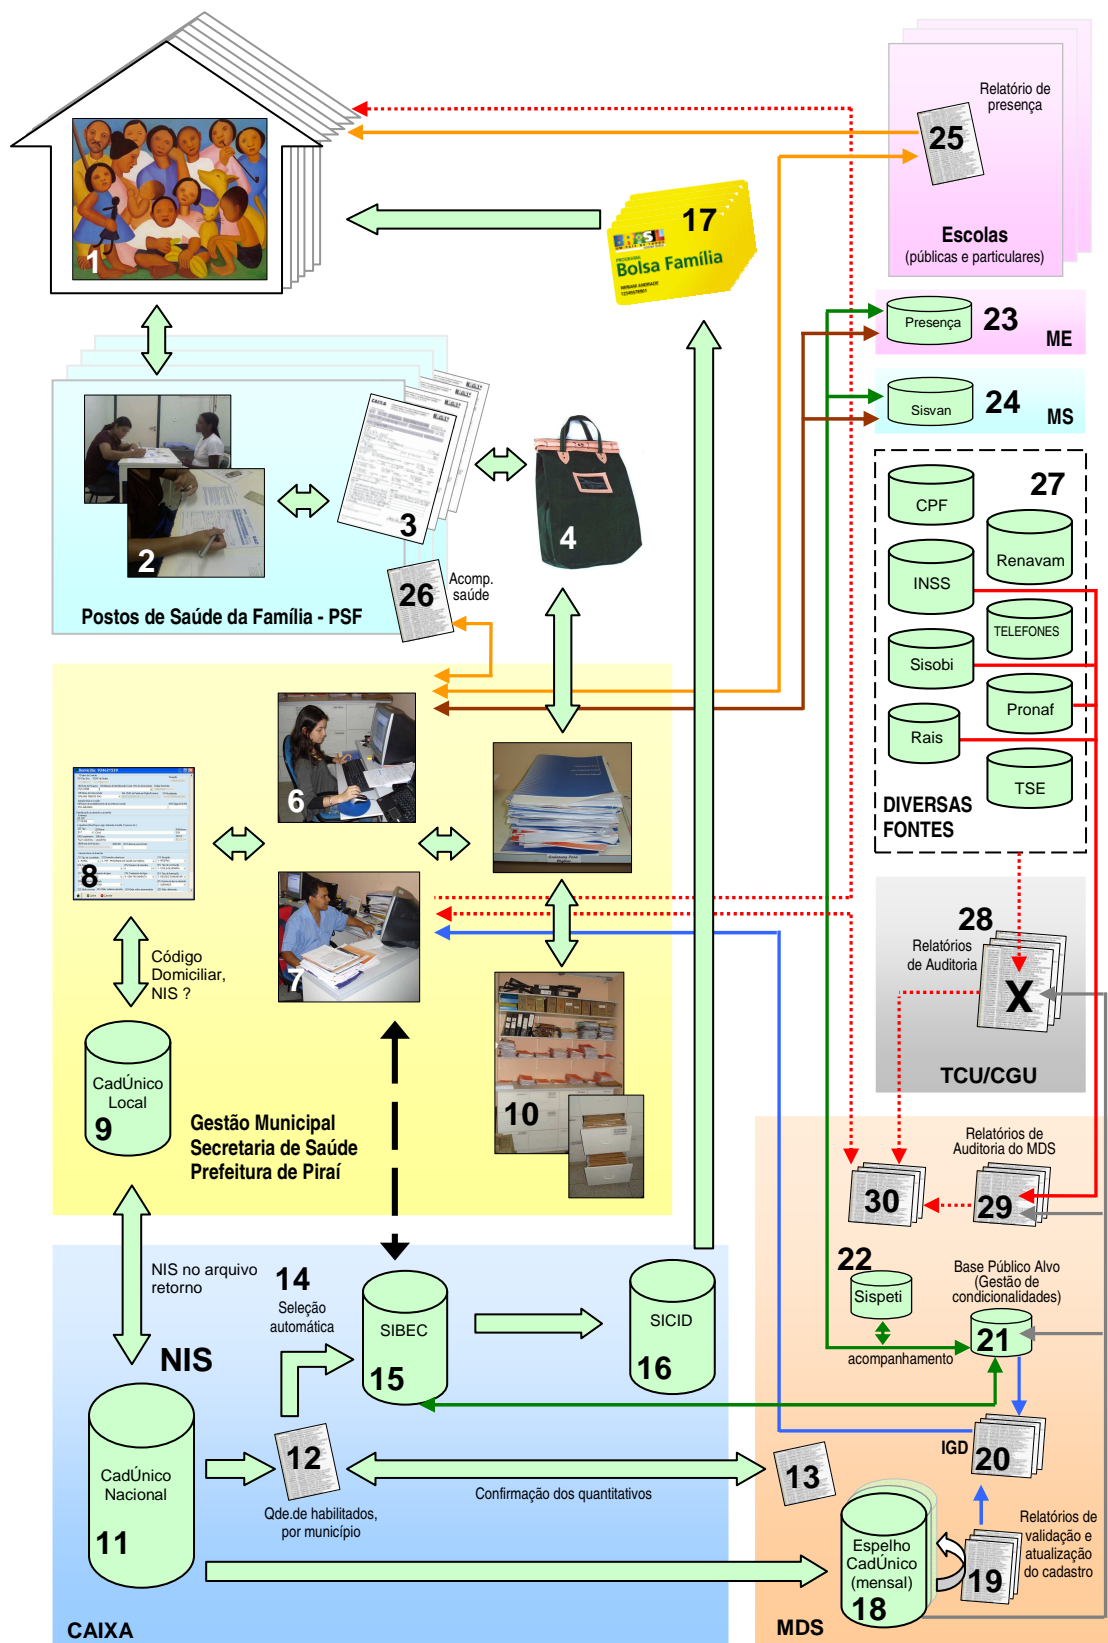 Relatório de
presença
25
Escolas
(públicas e particulares)
1
17
BRASIL
PROGRAMA
Bolsa Família
MIRIAM ANDRADE
Presença
23
ME
Sisvan
24
MS
CAIXA
2
3
4
26
Acomp.
saúde
Postos de Saúde da Família - PSF
27
CPF
Renavam
INSS
TELEFONES
Sisobi
Pronaf
Rais
TSE
DIVERSAS
FONTES
6
7
8
Código
Domiciliar,
NIS ?
CadÚnico
Local
9
10
Gestão Municipal
Secretaria de Saúde
Prefeitura de Piraí
28
Relatórios
de Auditoria
X
TCU/CGU
Relatórios de
Auditoria do MDS
30
29
NIS no arquivo
retorno
14
Seleção
automática
SIBEC
15
SICID
16
22
Sispeti
Base Público Alvo
(Gestão de
condicionalidades)
21
acompanhamento
NIS
CadÚnico
Nacional
11
12
Qde.de habilitados,
por município
Confirmação dos quantitativos
13
IGD
20
Espelho
CadÚnico
(mensal)
18
19
Relatórios de
validação e
atualização
do cadastro
CAIXA
MDS